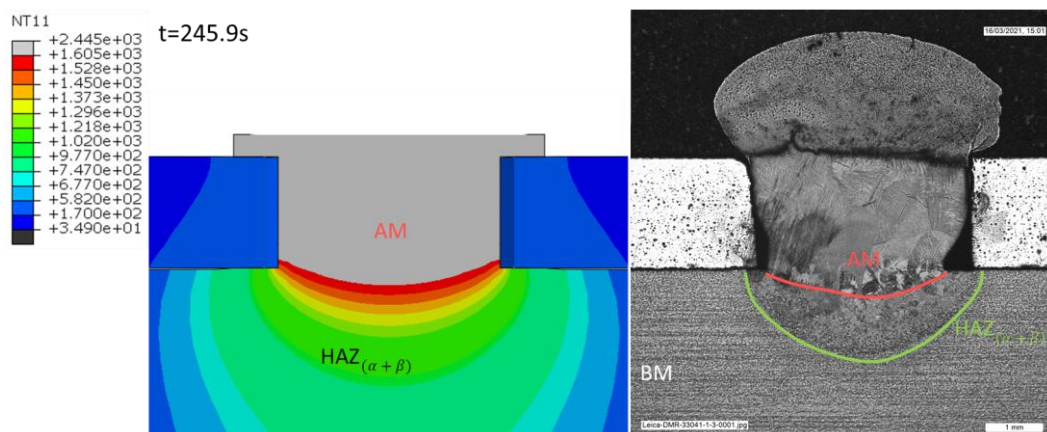 NT11
+2.445e+03
+1.605e+03
+1.528e+03
+1.450e+03
+1.373e+03
+1.296e+03
+1.218e+03
+1.020e+03
+9.770e+02
+7.470e+02
+6.770e+02
+5.820e+02
+1.700e+02
+3.490e+01
t=245.9s
AM
HAZ(α + β)
16/03/2021, 15:01
AM
HAZ(α + β)
BM
Leica-DMR-33041-1-3-0001.jpg
1 mm